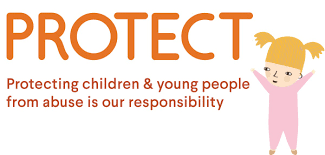 PROTECT
Protecting children & young people
from abuse is our responsibility